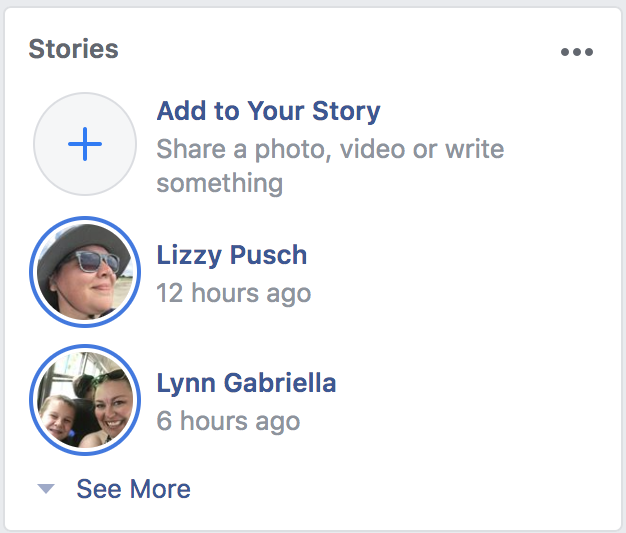 Stories
Add to Your Story
Share a photo, video or write
something
Lizzy Pusch
12 hours ago
Lynn Gabriella
6 hours ago
See More